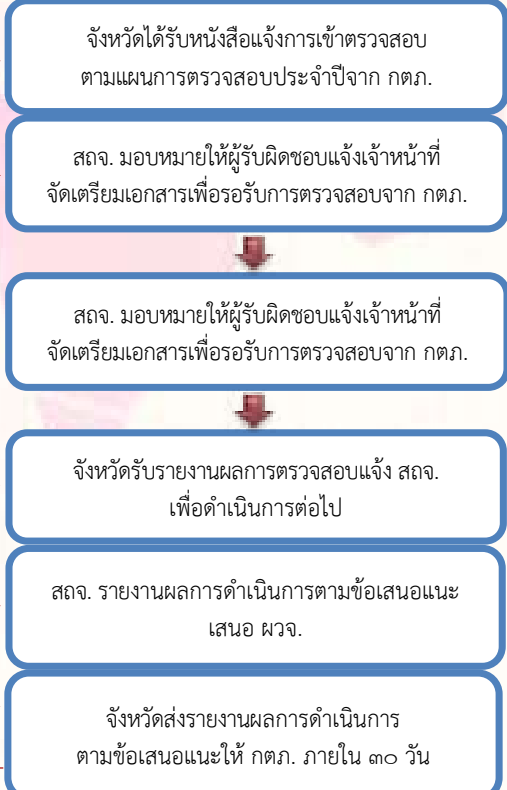 จังหวัดได้รับหนังสือแจ้งการเข้าตรวจสอบ
ตามแผนการตรวจสอบประจำปีจาก กตภ.
สถจ. มอบหมายให้ผู้รับผิดชอบแจ้งเจ้าหน้าที่
จัดเตรียมเอกสารเพื่อรอรับการตรวจสอบจาก กตภ.
สถจ. มอบหมายให้ผู้รับผิดชอบแจ้งเจ้าหน้าที่
จัดเตรียมเอกสารเพื่อรอรับการตรวจสอบจาก กตภ.
จังหวัดรับรายงานผลการตรวจสอบแจ้ง สถจ.
เพื่อดำเนินการต่อไป
สถจ. รายงานผลการดำเนินการตามข้อเสนอแนะ
เสนอ ผวจ.
จังหวัดส่งรายงานผลการดำเนินการ
ตามข้อเสนอแนะให้ กตภ. ภายใน ๓๐ วัน